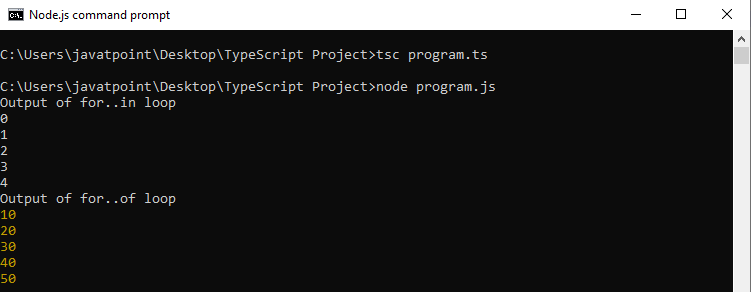 Node.js command prompt
C:\Users\javatpoint\Desktop\TypeScript Project>tsc program.ts
C:\Users\javatpoint\Desktop\TypeScript Project>node program.js
Output of for..in loop
0
1
2
3
4
Output of for..of loop
10
20
30
40
50